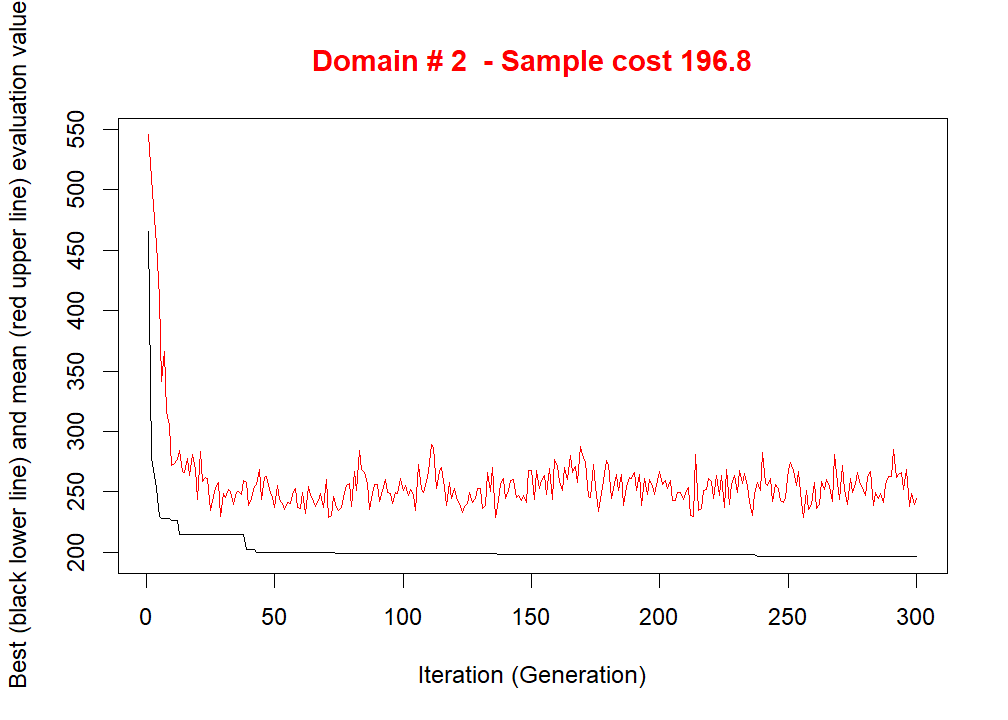 Domain # 2 - Sample cost 196.8
Best (black lower line) and mean (red upper line) evaluation value
550
500
450
400
350
300
250
200
0 50 100 150 200 250 300
Iteration (Generation)